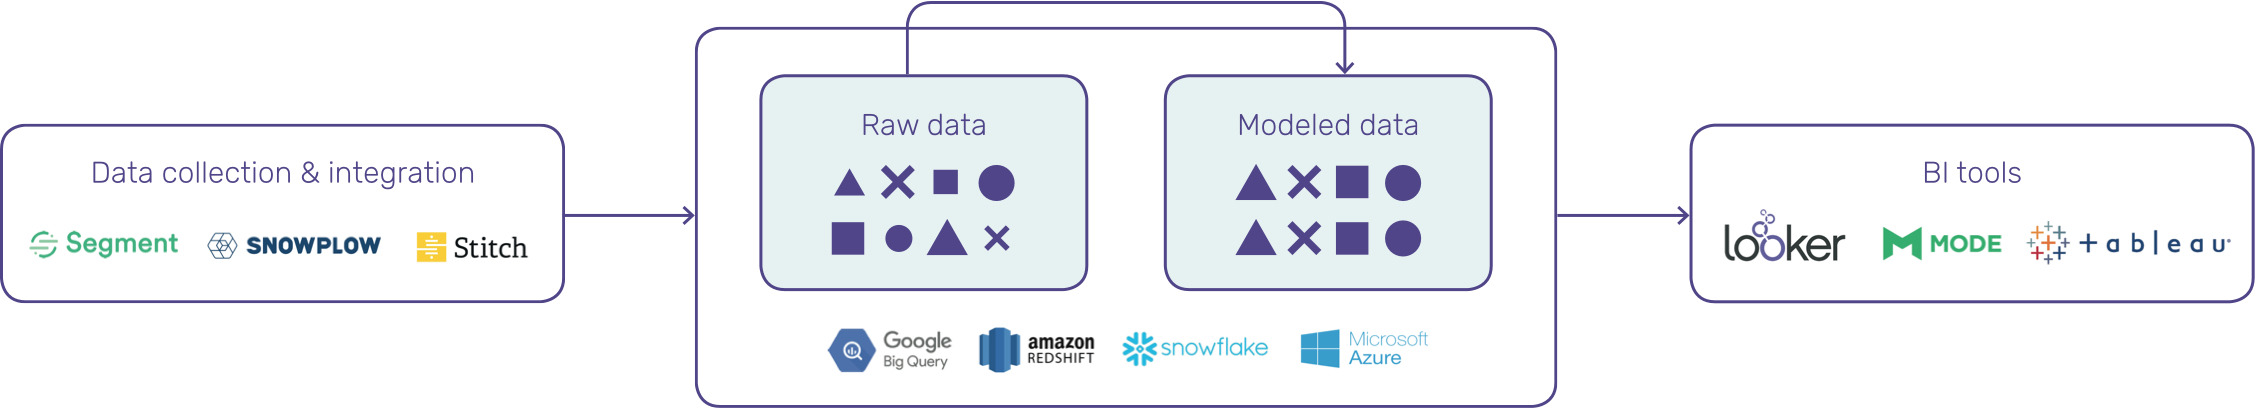 Data collection & integration
Segment
SNOWPLOW
Stitch
Raw data
Modeled data
Google
Big Query
amazon
REDSHIFT
snowflake
Microsoft
Azure
BI tools
looker
MODE
+ableau